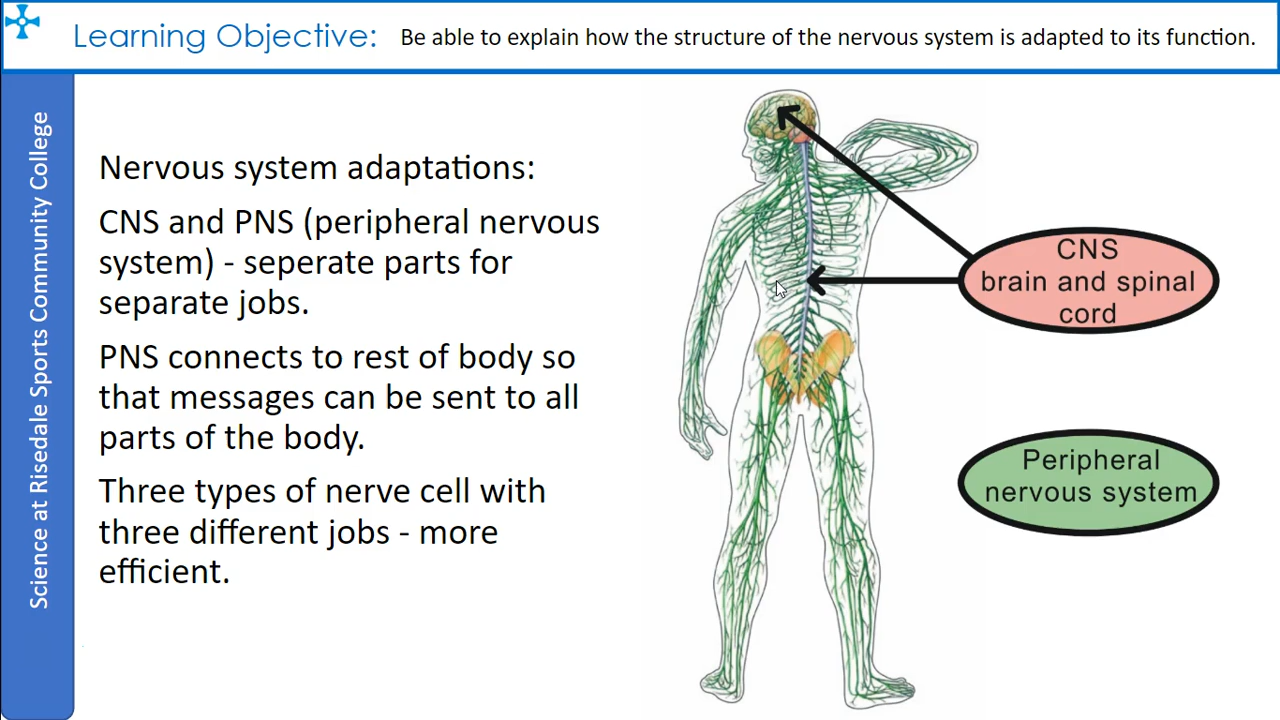 Learning Objective: Be able to explain how the structure of the nervous system is adapted to its function.
Science at Risedale Sports Community College
Nervous system adaptations:
CNS and PNS (peripheral nervous
system) - seperate parts for
separate jobs.
PNS connects to rest of body so
that messages can be sent to all
parts of the body.
Three types of nerve cell with
three different jobs - more
efficient.
CNS
brain and spinal
cord
Peripheral
nervous system